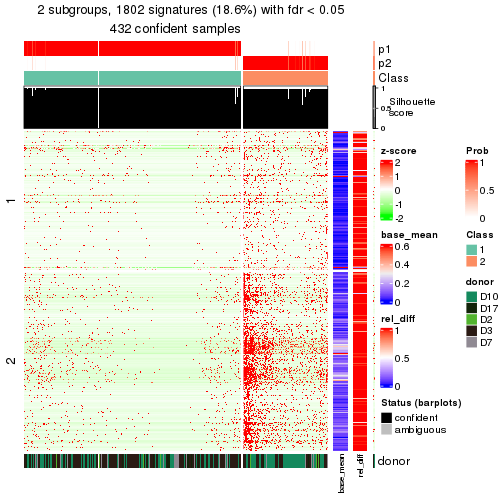 2 subgroups, 1802 signatures (18.6%) with fdr < 0.05
432 confident samples
p1
p2
Class
1
0.5
0
Silhouette
score
1
2
z-score
2
1
0
-1
-2
base_mean
0.6
0.4
0.2
0
rel_diff
1
0.5
0
Status (barplots)
confident
ambiguous
Prob
1
0.5
0
Class
1
2
donor
D10
D17
D2
D3
D7
base_mean
rel_diff
donor